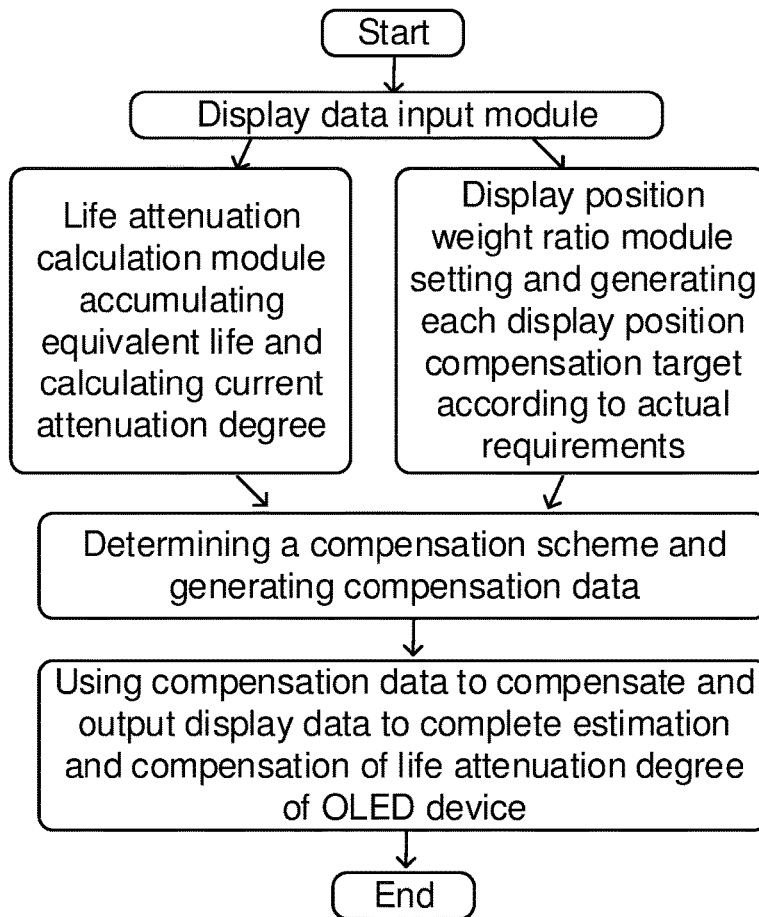 Start
Display data input module
Life attenuation
calculation module
accumulating
equivalent life and
calculating current
attenuation degree
Display position
weight ratio module
setting and generating
each display position
compensation target
according to actual
requirements
Determining a compensation scheme and
generating compensation data
Using compensation data to compensate and
output display data to complete estimation
and compensation of life attenuation degree
of OLED device
End